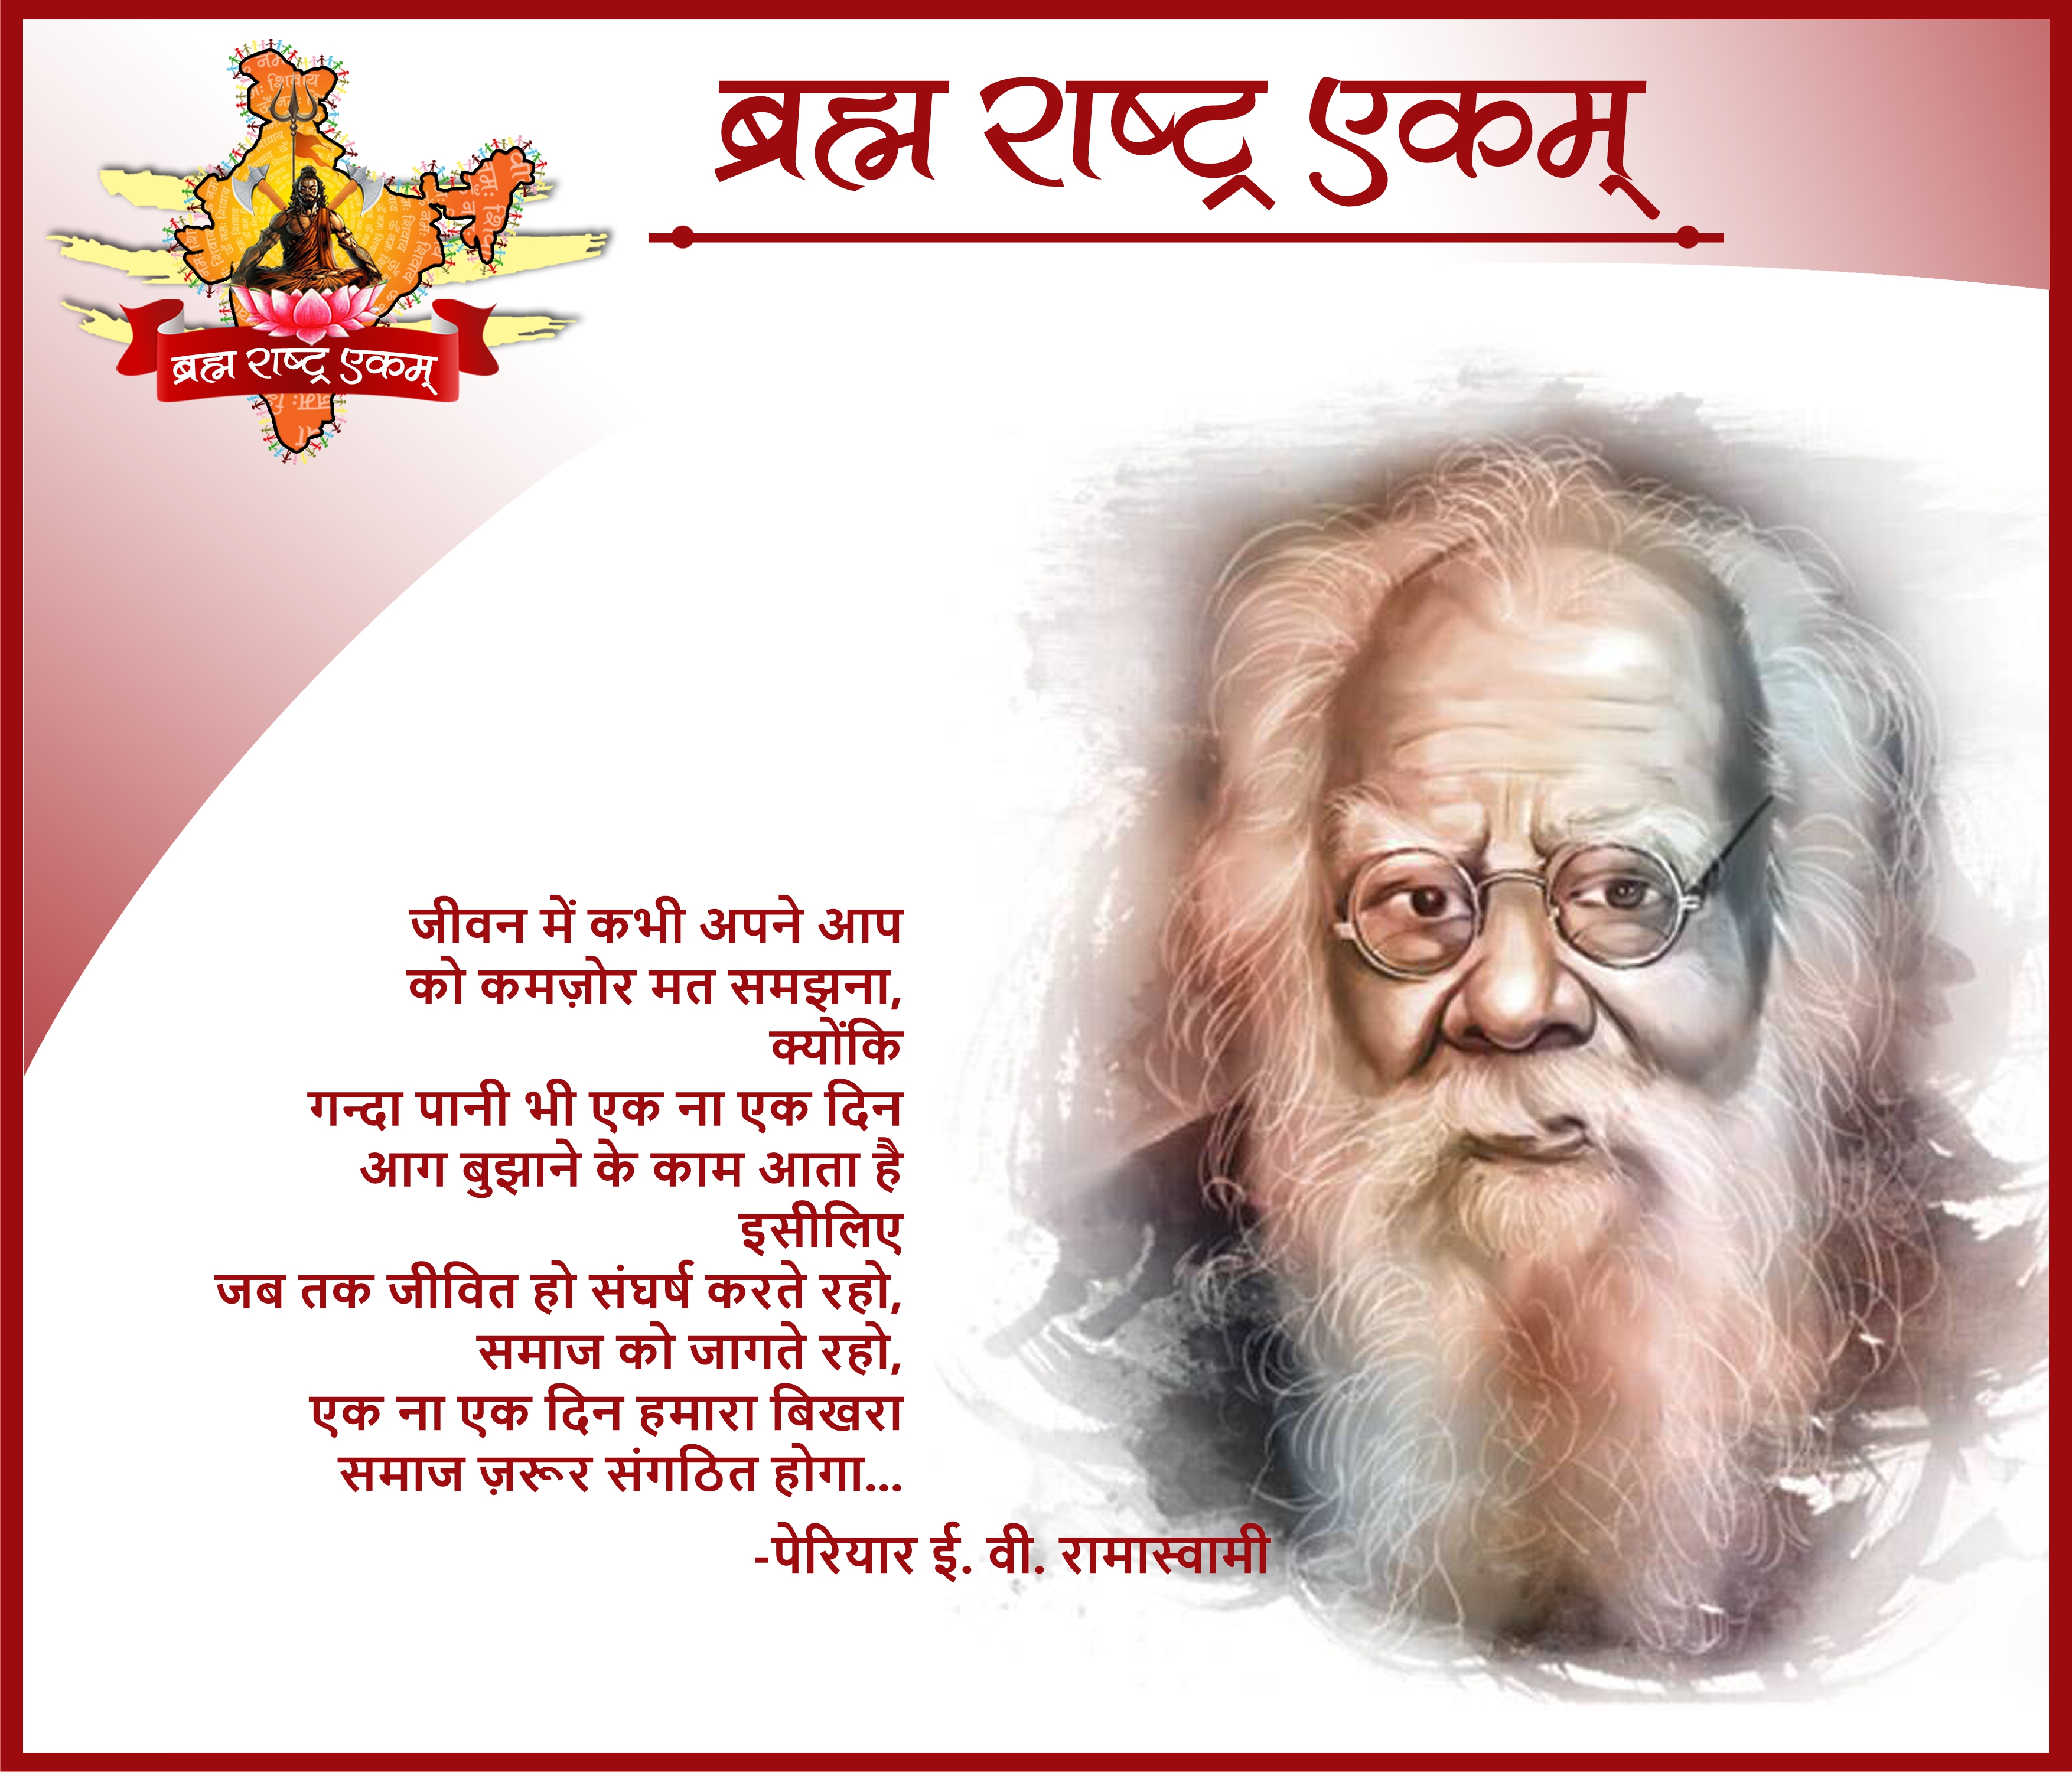 ब्रह्म राष्ट्र एकम्
ब्रह्म राष्ट्र एकम्
जीवन में कभी अपने आप
को कमज़ोर मत समझना,
क्योंकि
गन्दा पानी भी एक ना एक दिन
आग बुझाने के काम आता है
इसीलिए
जब तक जीवित हो संघर्ष करते रहो,
समाज को जागते रहो,
एक ना एक दिन हमारा बिखरा
समाज ज़रूर संगठित होगा...
-पेरियार ई. वी. रामास्वामी